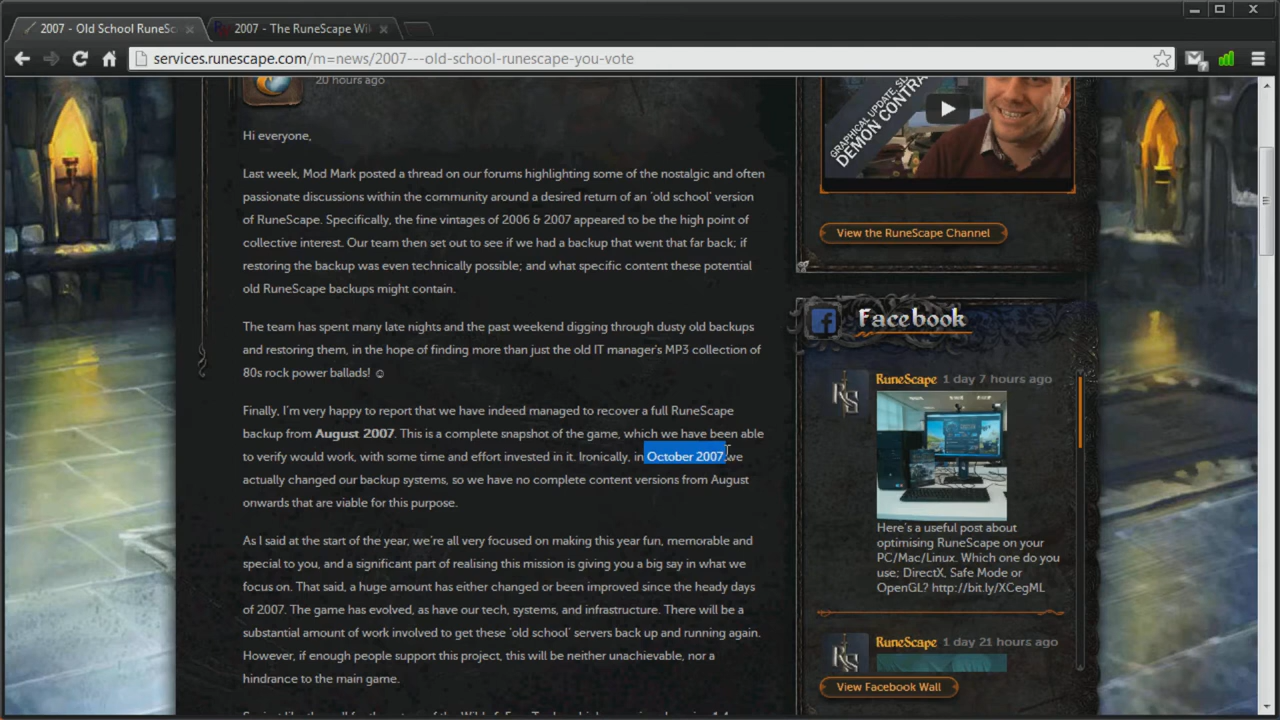 2007 - Old School RuneSc
2007 - The RuneScape Wil
services.runescape.com/m=news/2007---old-school-runescape-you-vote
20 hours ago
Hi everyone,
Last week, Mod Mark posted a thread on our forums highlighting some of the nostalgic and often
passionate discussions within the community around a desired return of an 'old school' version
of RuneScape. Specifically, the fine vintages of 2006 & 2007 appeared to be the high point of
collective interest. Our team then set out to see if we had a backup that went that far back; if
restoring the backup was even technically possible; and what specific content these potential
old RuneScape backups might contain.
The team has spent many late nights and the past weekend digging through dusty old backups
and restoring them, in the hope of finding more than just the old IT manager's MP3 collection of
80s rock power ballads! ☺
Finally, I'm very happy to report that we have indeed managed to recover a full RuneScape
backup from August 2007. This is a complete snapshot of the game, which we have been able
to verify would work, with some time and effort invested in it. Ironically, in October 2007 we
actually changed our backup systems, so we have no complete content versions from August
onwards that are viable for this purpose.
As I said at the start of the year, we're all very focused on making this year fun, memorable and
special to you, and a significant part of realising this mission is giving you a big say in what we
focus on. That said, a huge amount has either changed or been improved since the heady days
of 2007. The game has evolved, as have our tech, systems, and infrastructure. There will be a
substantial amount of work involved to get these 'old school' servers back up and running again.
However, if enough people support this project, this will be neither unachievable, nor a
hindrance to the main game.
GRAPHICAL UPDATE
DEMON CONTRA
View the RuneScape Channel
Facebook
RuneScape 1 day 7 hours ago
Here's a useful post about
optimising RuneScape on your
PC/Mac/Linux. Which one do you
use; DirectX, Safe Mode or
OpenGL? http://bit.ly/XCegML
RuneScape 1 day 21 hours ago
View Facebook Wall